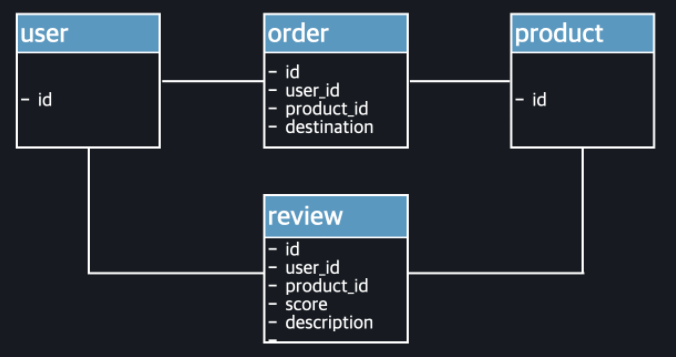 user
- id
order
- id
- user_id
- product_id
- destination
product
- id
review
- id
- user_id
- product_id
- score
- description
-